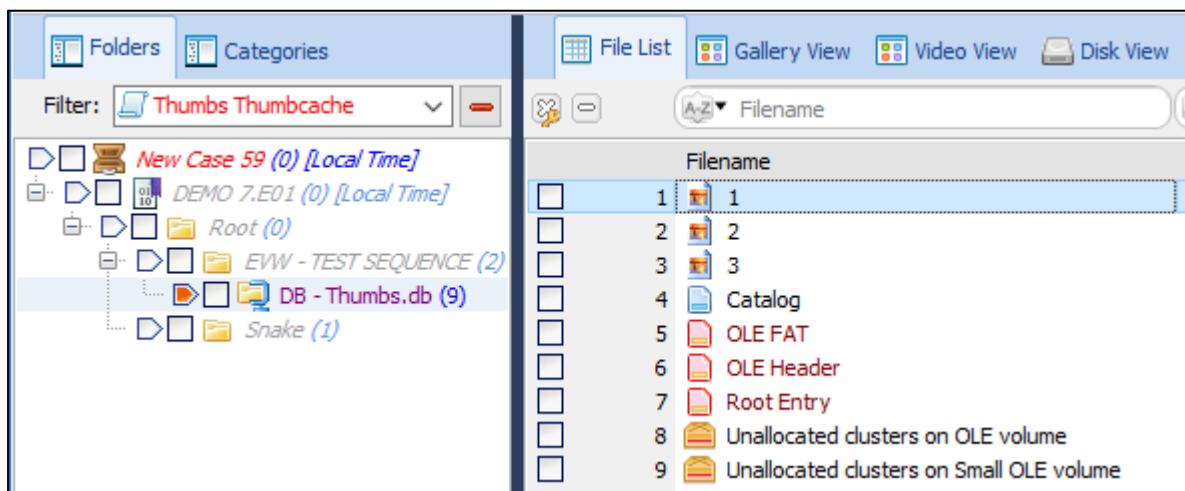 Folders
Categories
Filter:
Thumbs Thumbcache
New Case 59 (0) [Local Time]
DEMO 7.E01 (0) [Local Time]
Root (0)
EVW - TEST SEQUENCE (2)
DB - Thumbs.db (9)
Snake (1)
File List
Gallery View
Video View
Disk View
A-Z
Filename
Filename
1 1
2 2
3 3
4 Catalog
5 OLE FAT
6 OLE Header
7 Root Entry
8 Unallocated clusters on OLE volume
9 Unallocated clusters on Small OLE volume